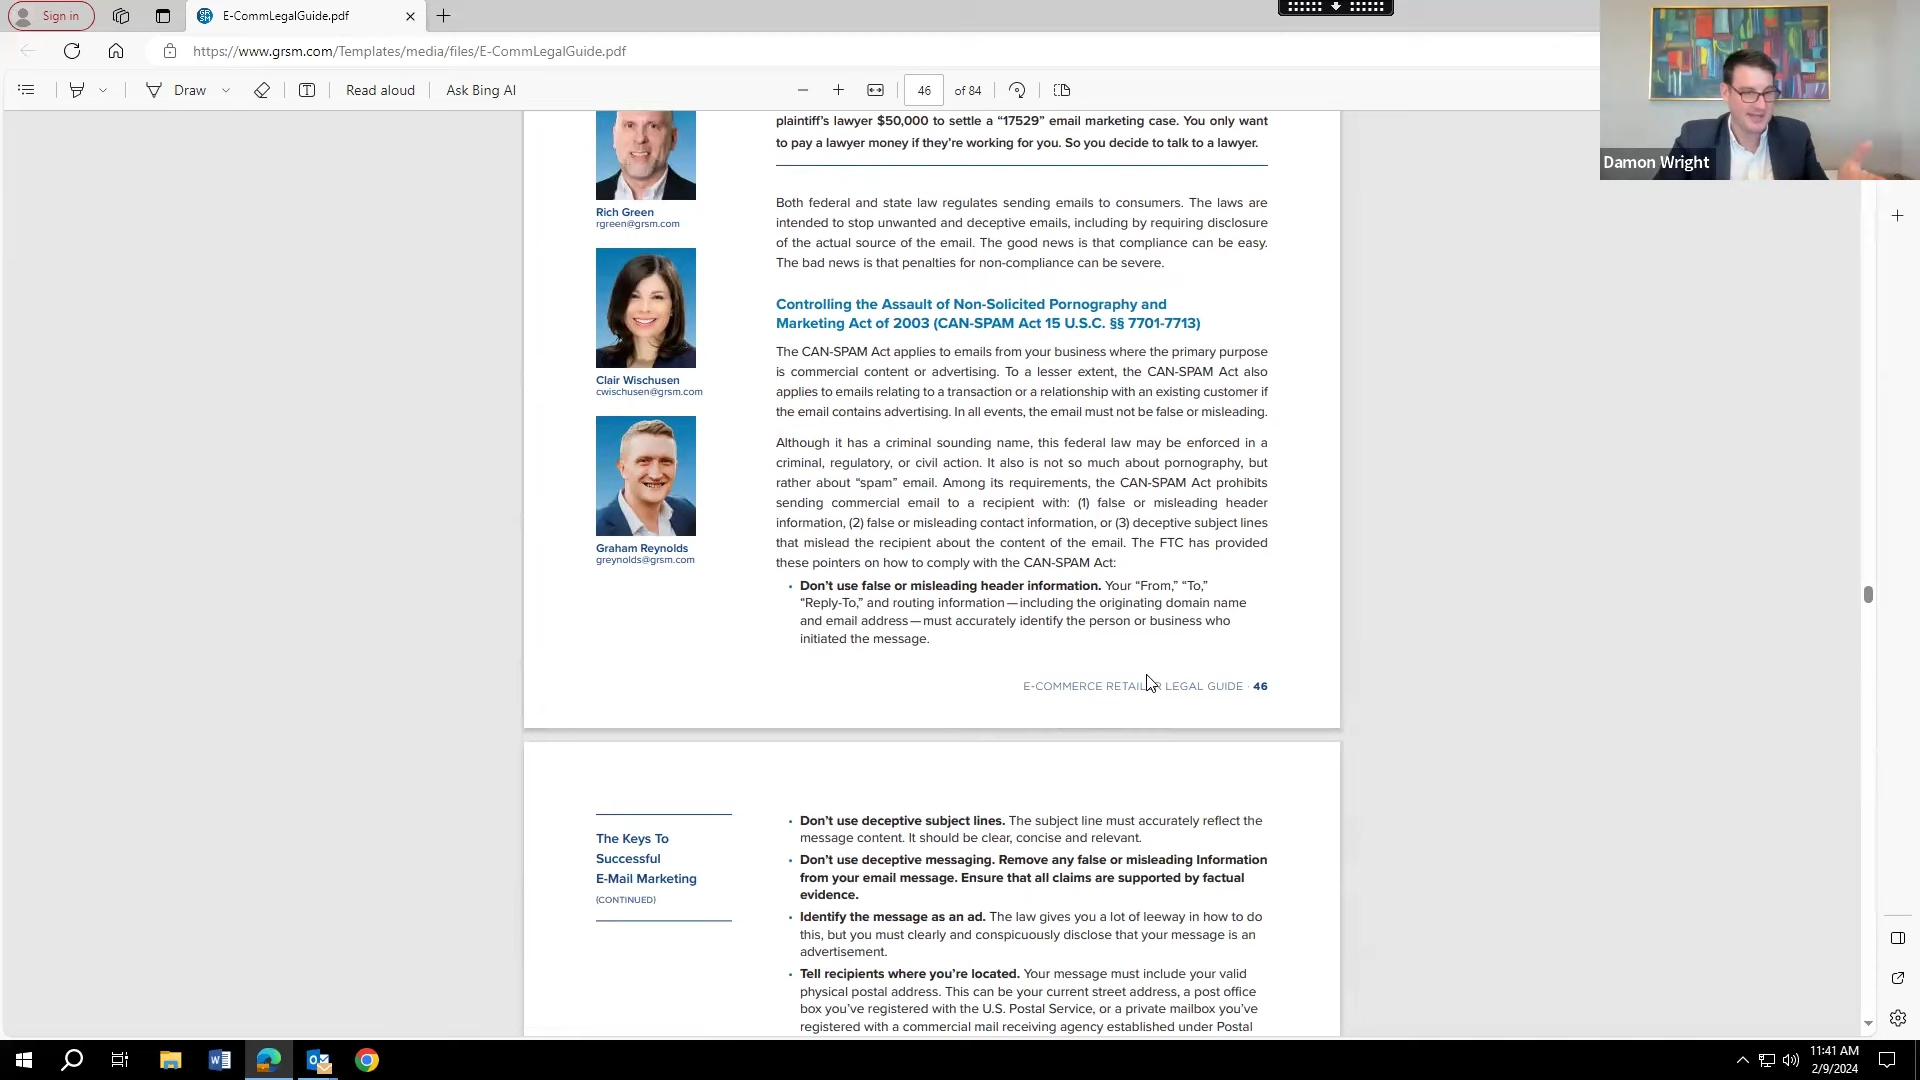 Sign in
E-CommLegalGuide.pdf
https://www.grsm.com/Templates/media/files/E-CommLegalGuide.pdf
Draw
Read aloud
Ask Bing AI
46
of 84
Damon Wright
plaintiff's lawyer $50,000 to settle a “17529” email marketing case. You only want
to pay a lawyer money if they're working for you. So you decide to talk to a lawyer.
Rich Green
rgreen@grsm.com
Clair Wischusen
cwischusen@grsm.com
Graham Reynolds
greynolds@grsm.com
Both federal and state law regulates sending emails to consumers. The laws are
intended to stop unwanted and deceptive emails, including by requiring disclosure
of the actual source of the email. The good news is that compliance can be easy.
The bad news is that penalties for non-compliance can be severe.
Controlling the Assault of Non-Solicited Pornography and
Marketing Act of 2003 (CAN-SPAM Act 15 U.S.C. §§ 7701-7713)
The CAN-SPAM Act applies to emails from your business where the primary purpose
is commercial content or advertising. To a lesser extent, the CAN-SPAM Act also
applies to emails relating to a transaction or a relationship with an existing customer if
the email contains advertising. In all events, the email must not be false or misleading.
Although it has a criminal sounding name, this federal law may be enforced in a
criminal, regulatory, or civil action. It also is not so much about pornography, but
rather about “spam” email. Among its requirements, the CAN-SPAM Act prohibits
sending commercial email to a recipient with: (1) false or misleading header
information, (2) false or misleading contact information, or (3) deceptive subject lines
that mislead the recipient about the content of the email. The FTC has provided
these pointers on how to comply with the CAN-SPAM Act:
• Don't use false or misleading header information. Your “From,” “To,”
“Reply-To,” and routing information—including the originating domain name
and email address—must accurately identify the person or business who
initiated the message.
E-COMMERCE RETAILER LEGAL GUIDE · 46
The Keys To
Successful
E-Mail Marketing
(CONTINUED)
• Don't use deceptive subject lines. The subject line must accurately reflect the
message content. It should be clear, concise and relevant.
• Don't use deceptive messaging. Remove any false or misleading Information
from your email message. Ensure that all claims are supported by factual
evidence.
• Identify the message as an ad. The law gives you a lot of leeway in how to do
this, but you must clearly and conspicuously disclose that your message is an
advertisement.
• Tell recipients where you're located. Your message must include your valid
physical postal address. This can be your current street address, a post office
box you've registered with the U.S. Postal Service, or a private mailbox you've
registered with a commercial mail receiving agency established under Postal
11:41 AM
2/9/2024